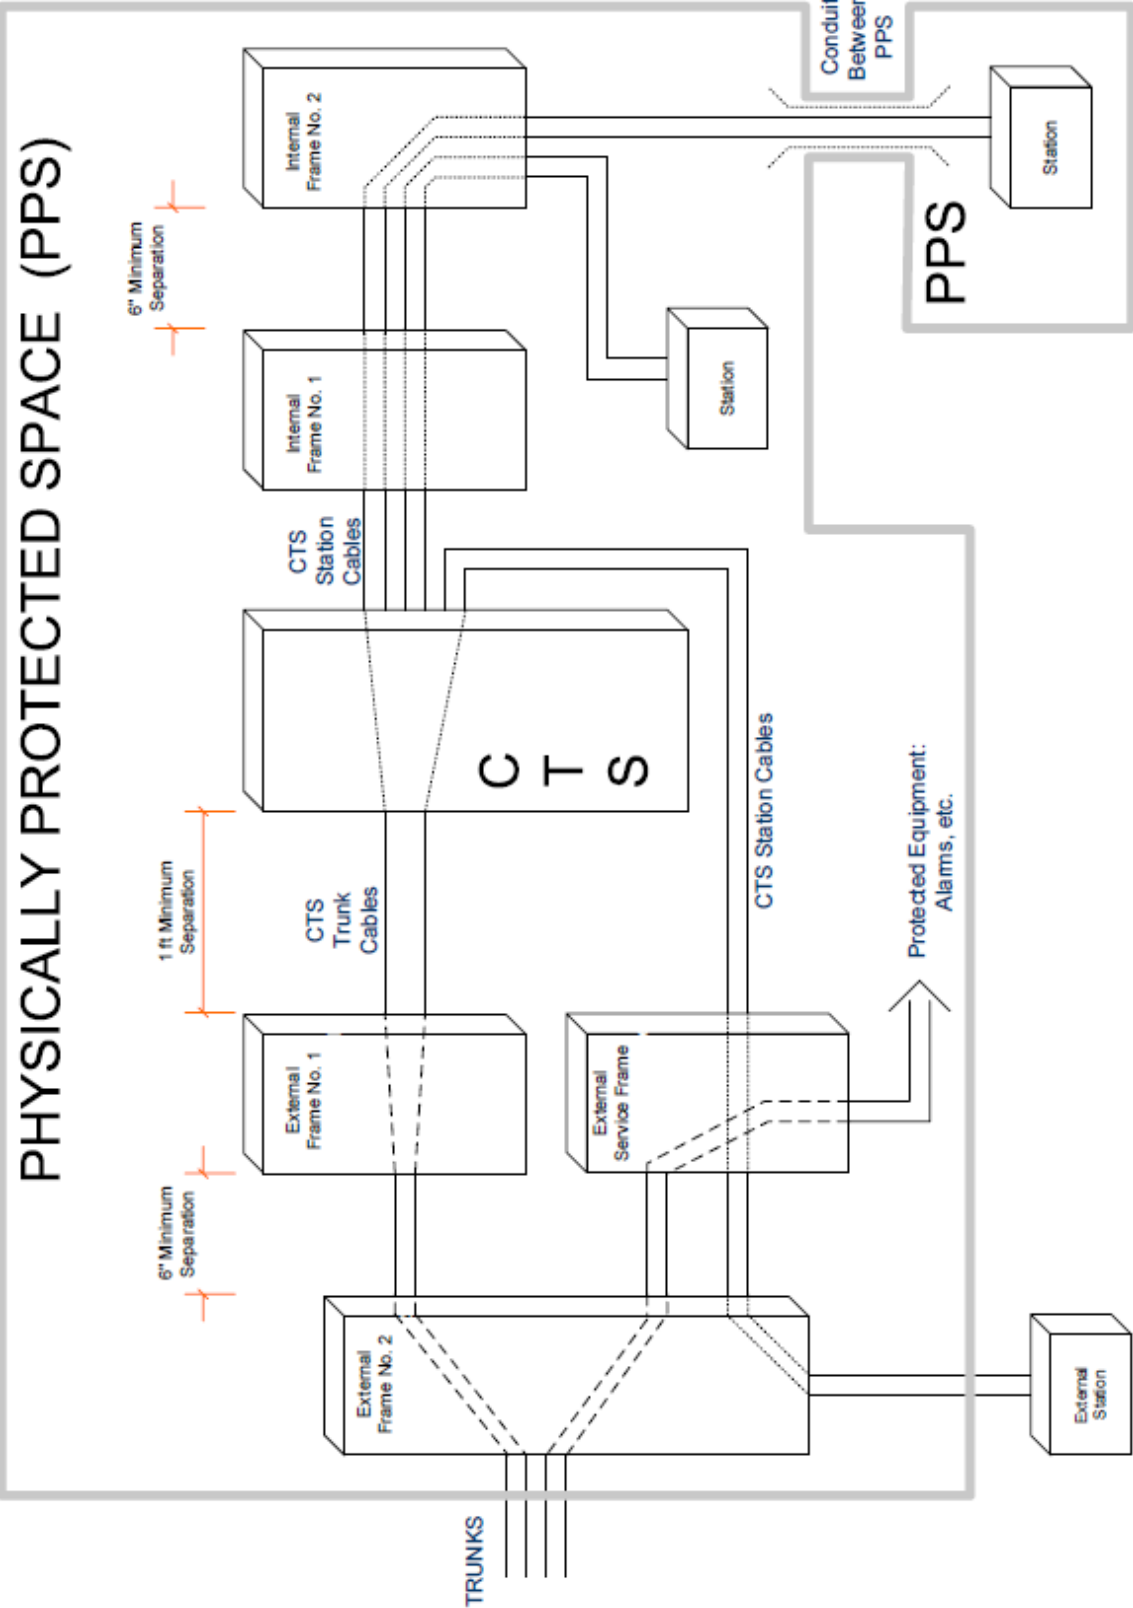 PHYSICALLY PROTECTED SPACE (PPS)
6" Minimum
Separation
1 ft Minimum
Separation
6" Minimum
Separation
External
Frame No. 2
External
Frame No. 1
CTS
Trunk
Cables
C
T
S
CTS
Station
Cables
Internal
Frame No. 1
Internal
Frame No. 2
TRUNKS
External
Service Frame
CTS Station Cables
Station
Protected Equipment:
Alarms, etc.
Conduit
Between
PPS
PPS
Station
External
Station